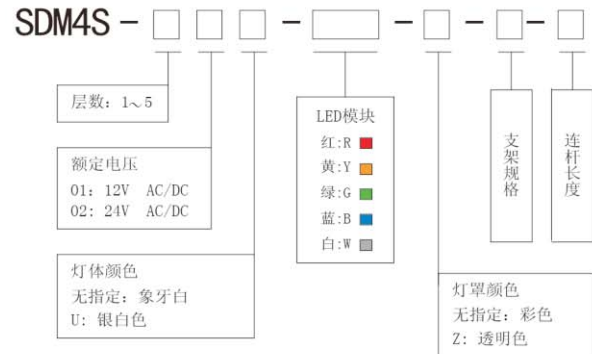 SDM4S - □ □ □ - □ - □ - □ - □
层数: 1~5
额定电压
01: 12V AC/DC
02: 24V AC/DC
灯体颜色
无指定: 象牙白
U: 银白色
LED模块
红:R
黄:Y
绿:G
蓝:B
白:W
灯罩颜色
无指定: 彩色
Z: 透明色
支架规格
连杆长度